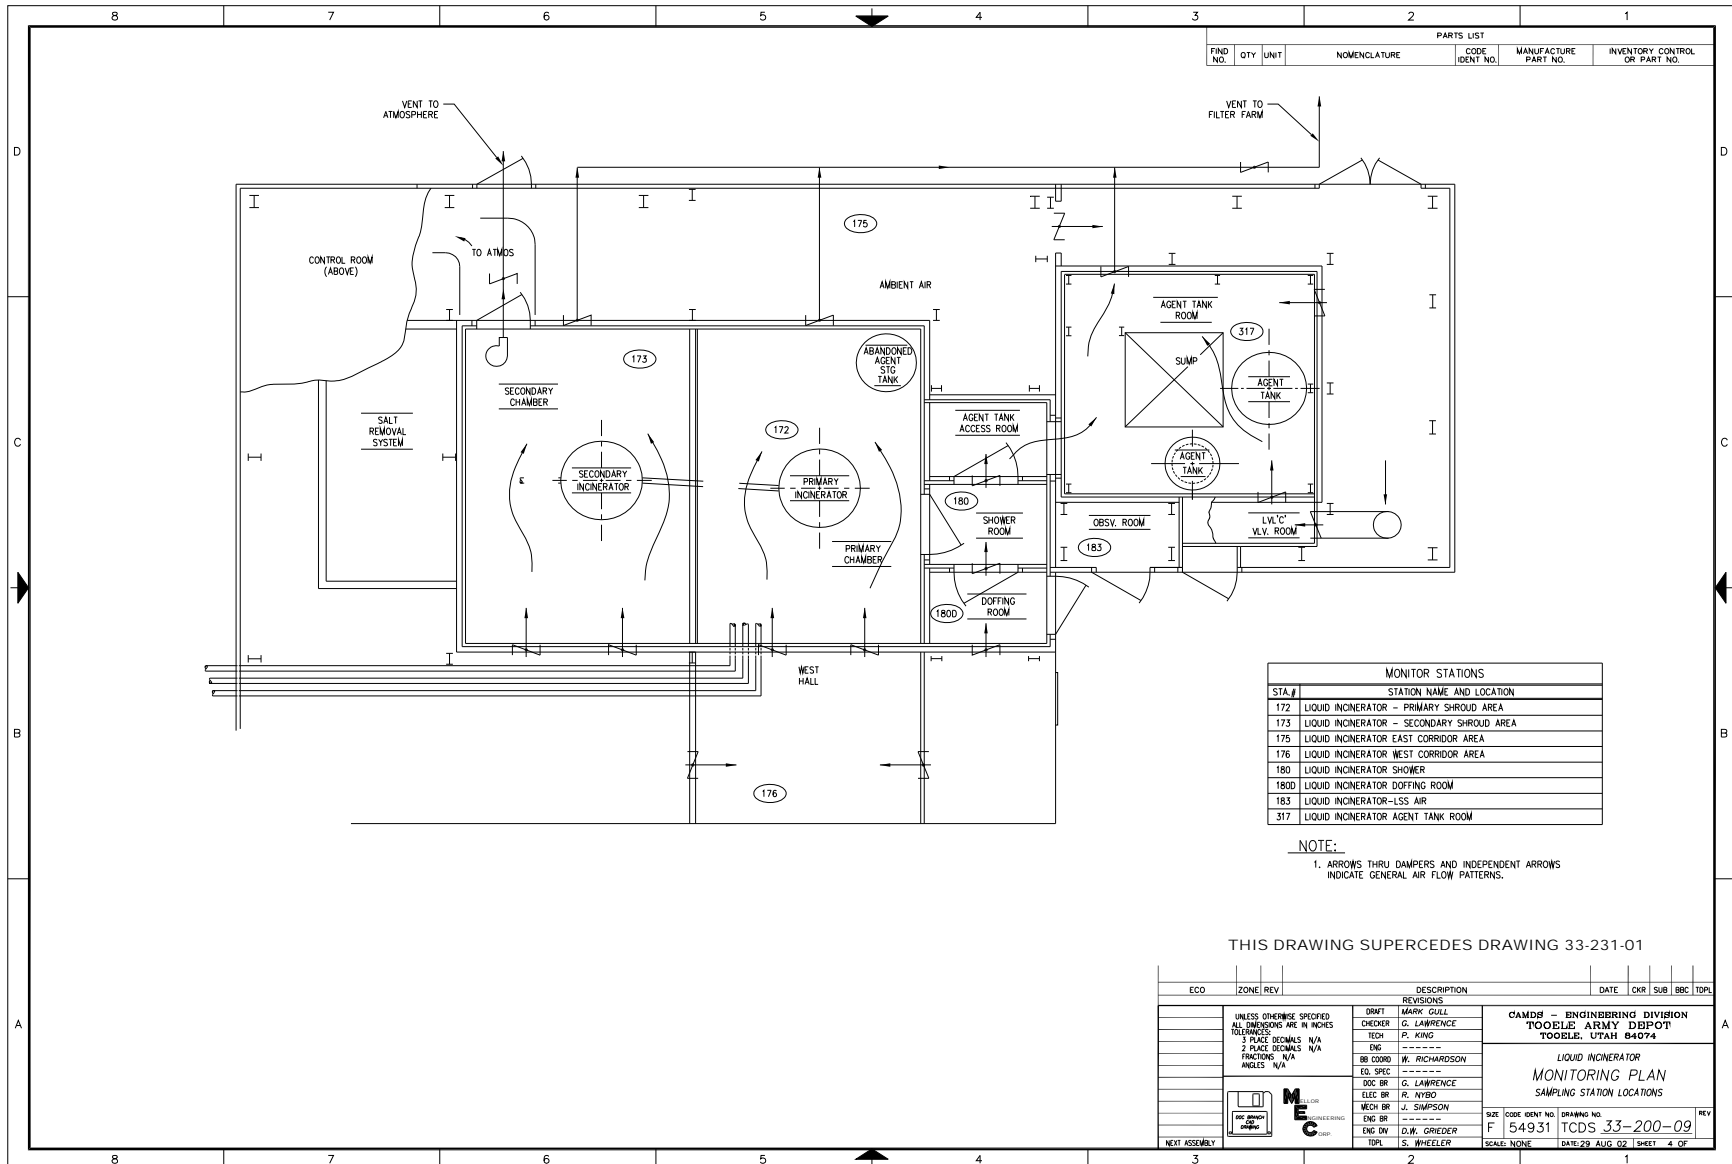 8 7 6 5 4 3 2 1
PARTS LIST
FIND NO. QTY UNIT NOMENCLATURE CODE IDENT NO. MANUFACTURE PART NO. INVENTORY CONTROL OR PART NO.
VENT TO
ATMOSPHERE
VENT TO
FILTER FARM
D D
175
CONTROL ROOM
(ABOVE)
TO ATMOS
AMBIENT AIR
AGENT TANK
ROOM
317
SUMP
AGENT
TANK
AGENT
TANK
173
ABANDONED
AGENT
STG
TANK
SECONDARY
CHAMBER
SALT
REMOVAL
SYSTEM
172
AGENT TANK
ACCESS ROOM
C C
SECONDARY
INCINERATOR
PRIMARY
INCINERATOR
180
SHOWER
ROOM
OBSV. ROOM
183
LVL'C'
VLV. ROOM
PRIMARY
CHAMBER
180D
DOFFING
ROOM
WEST
HALL
176
B B
MONITOR STATIONS
STA.# STATION NAME AND LOCATION
172 LIQUID INCINERATOR - PRIMARY SHROUD AREA
173 LIQUID INCINERATOR - SECONDARY SHROUD AREA
175 LIQUID INCINERATOR EAST CORRIDOR AREA
176 LIQUID INCINERATOR WEST CORRIDOR AREA
180 LIQUID INCINERATOR SHOWER
180D LIQUID INCINERATOR DOFFING ROOM
183 LIQUID INCINERATOR-LSS AIR
317 LIQUID INCINERATOR AGENT TANK ROOM
NOTE:
1. ARROWS THRU DAMPERS AND INDEPENDENT ARROWS
INDICATE GENERAL AIR FLOW PATTERNS.
THIS DRAWING SUPERCEDES DRAWING 33-231-01
ECO ZONE REV DESCRIPTION DATE CKR SUB BBC TDPL
REVISIONS
A A
UNLESS OTHERWISE SPECIFIED
ALL DIMENSIONS ARE IN INCHES
TOLERANCES:
3 PLACE DECIMALS N/A
2 PLACE DECIMALS N/A
FRACTIONS N/A
ANGLES N/A
DOC BRANCH
CAD
DRAWING
MELLOR
ENGINEERING
CORP.
NEXT ASSEMBLY
DRAFT MARK GULL
CHECKER G. LAWRENCE
TECH P. KING
ENG ------
BB COORD W. RICHARDSON
EQ. SPEC ------
DOC BR G. LAWRENCE
ELEC BR R. NYBO
MECH BR J. SIMPSON
ENG BR ------
ENG DIV D.W. GRIEDER
TDPL S. WHEELER
CAMDS - ENGINEERING DIVISION
TOOELE ARMY DEPOT
TOOELE, UTAH 84074
LIQUID INCINERATOR
MONITORING PLAN
SAMPLING STATION LOCATIONS
SIZE CODE IDENT NO. DRAWING NO. REV
F 54931 TCDS 33-200-09
SCALE: NONE DATE: 29 AUG 02 SHEET 4 OF
8 7 6 5 4 3 2 1